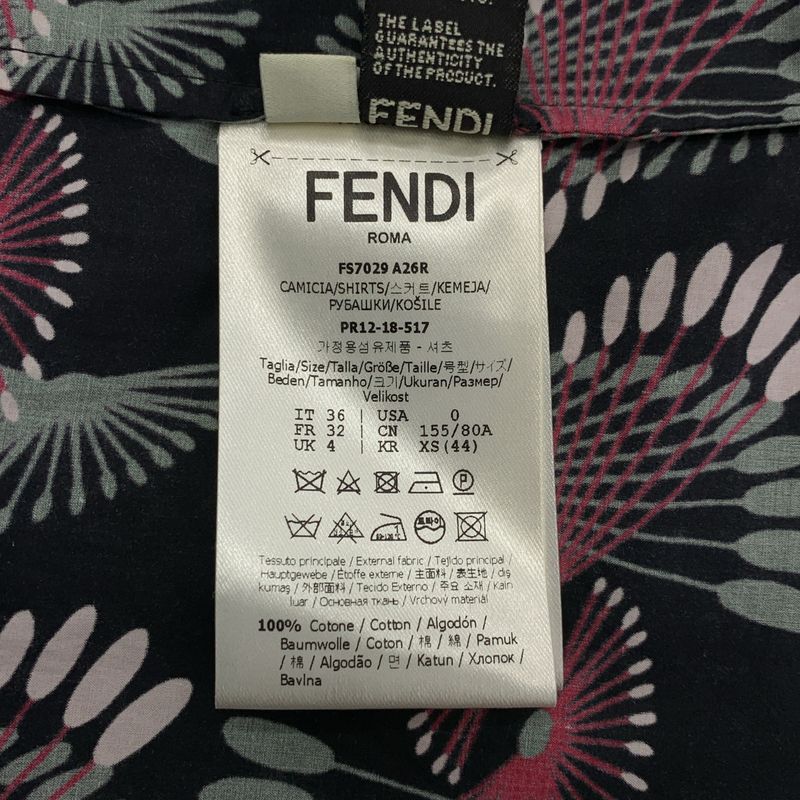 THE LABEL
GUARANTEES THE
AUTHENTICITY
OF THE PRODUCT.
FENDI
FENDI
ROMA
FS7029 A26R
CAMICIA/SHIRTS/스커트/KEMEJA/
РУБАШКИ/KOŠILE
PR12-18-517
가정용섬유제품 - 셔츠
Taglia/Size/Talla/Größe/Taille/号型/サイズ/
Beden/Tamanho/크기/Ukuran/Размер/
Velikost
IT 36 USA 0
FR 32 CN 155/80A
UK 4 KR XS(44)
드라이
Tessuto principale / External fabric / Tejido principal /
Hauptgewebe / Étoffe externe / 主面料 / 表生地 / dış
kumaş / 外部面料 / Tecido Externo / 주요 소재 / Kain
luar / Основная ткань / Vrchový materiál
100% Cotone / Cotton / Algodón /
Baumwolle / Coton / 棉 / 綿 / Pamuk
/ 棉 / Algodão / 면 / Katun / Хлопок /
Bavlna